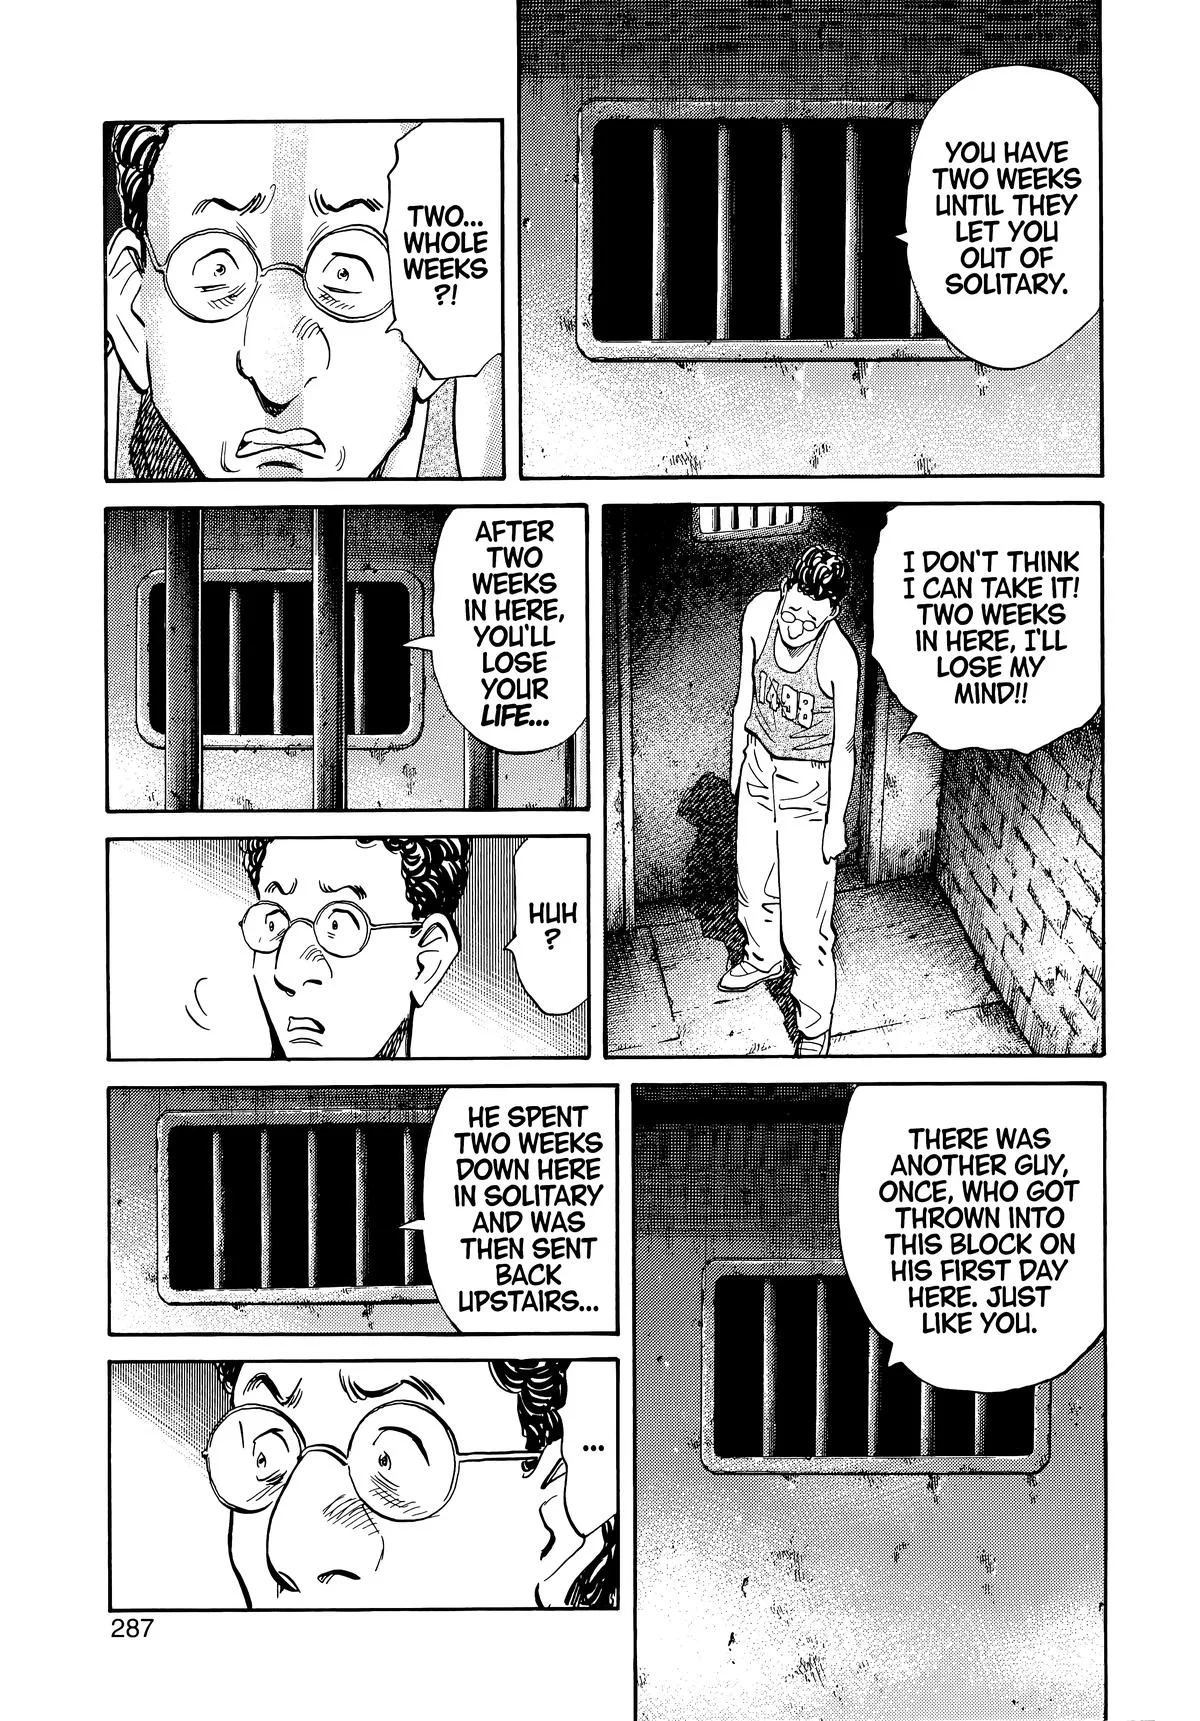 YOU HAVE
TWO WEEKS
UNTIL THEY
LET YOU
OUT OF
SOLITARY.
TWO...
WHOLE
WEEKS
?!
I DON'T THINK
I CAN TAKE IT!
TWO WEEKS
IN HERE, I'LL
LOSE MY
MIND!!
1498
AFTER
TWO
WEEKS
IN HERE,
YOU'LL
LOSE
YOUR
LIFE...
HUH
?
THERE WAS
ANOTHER GUY,
ONCE, WHO GOT
THROWN INTO
THIS BLOCK ON
HIS FIRST DAY
HERE. JUST
LIKE YOU.
HE SPENT
TWO WEEKS
DOWN HERE
IN SOLITARY
AND WAS
THEN SENT
BACK
UPSTAIRS...
...
287